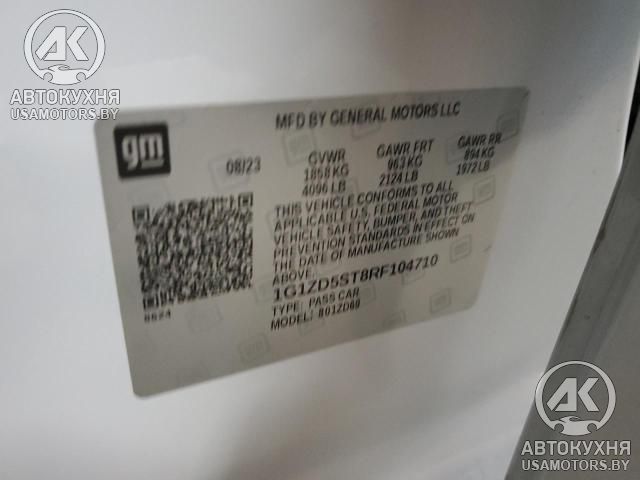 АВТОКУХНЯ
USAMOTORS.BY
gm
MFD BY GENERAL MOTORS LLC
08/23
GVWR
1858 KG
4096 LB
GAWR FRT
963 KG
2124 LB
GAWR RR
894 KG
1972 LB
THIS VEHICLE CONFORMS TO ALL
APPLICABLE U.S. FEDERAL MOTOR
VEHICLE SAFETY, BUMPER, AND THEFT
PREVENTION STANDARDS IN EFFECT ON
THE DATE OF MANUFACTURE SHOWN
ABOVE.
1G1ZD5ST8RF104710
TYPE: PASS CAR
MODEL: 801ZD69
АВТОКУХНЯ
USAMOTORS.BY